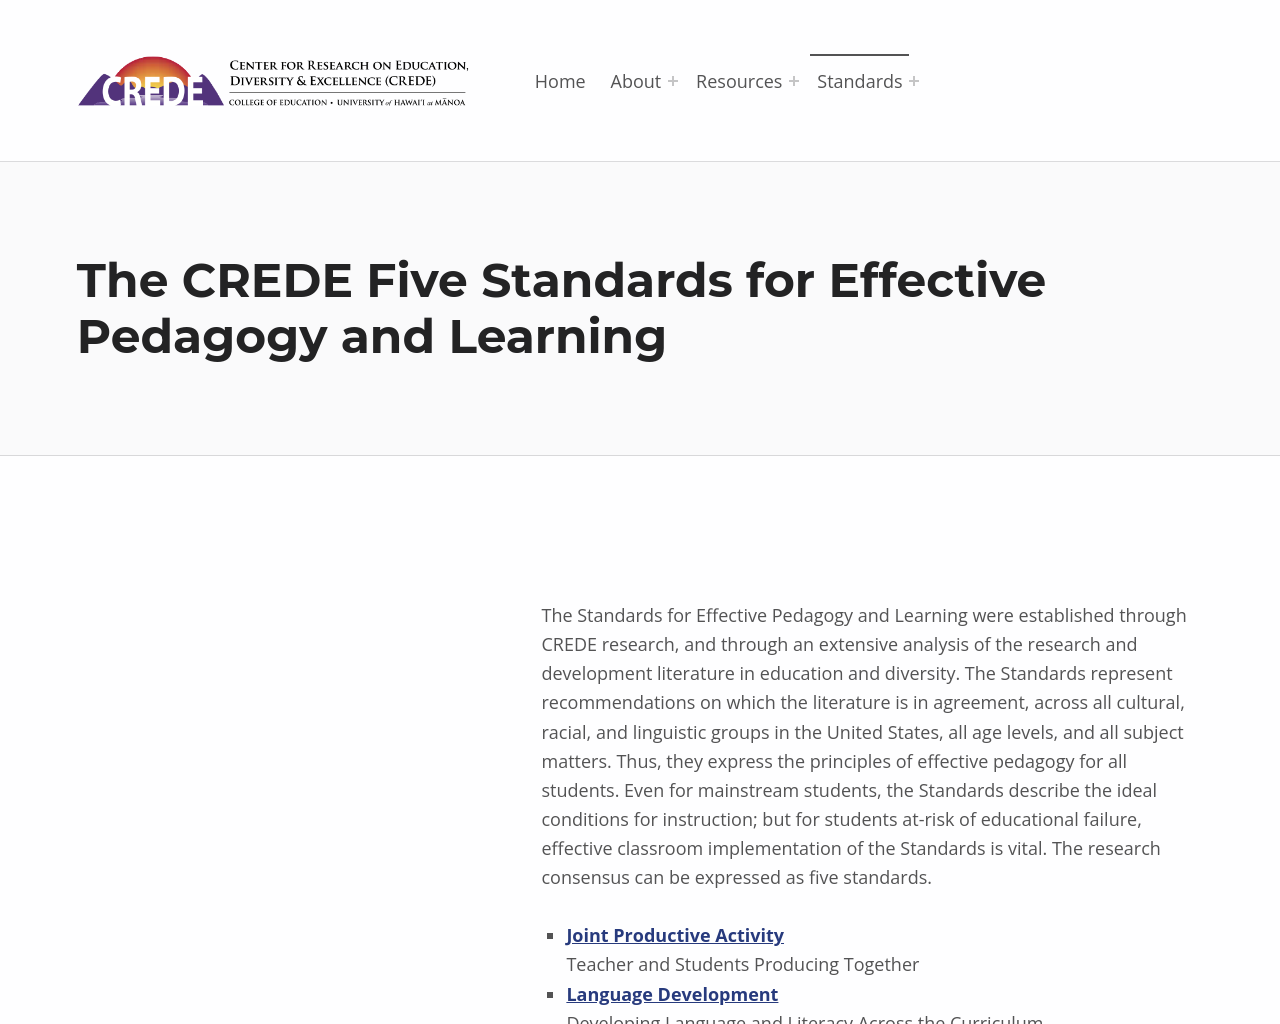 CREDE
Center for Research on Education,
Diversity & Excellence (CREDE)
College of Education • University of Hawai‘i at Mānoa
Home About + Resources + Standards +
The CREDE Five Standards for Effective
Pedagogy and Learning
The Standards for Effective Pedagogy and Learning were established through
CREDE research, and through an extensive analysis of the research and
development literature in education and diversity. The Standards represent
recommendations on which the literature is in agreement, across all cultural,
racial, and linguistic groups in the United States, all age levels, and all subject
matters. Thus, they express the principles of effective pedagogy for all
students. Even for mainstream students, the Standards describe the ideal
conditions for instruction; but for students at-risk of educational failure,
effective classroom implementation of the Standards is vital. The research
consensus can be expressed as five standards.
Joint Productive Activity
Teacher and Students Producing Together
Language Development
Developing Language and Literacy Across the Curriculum